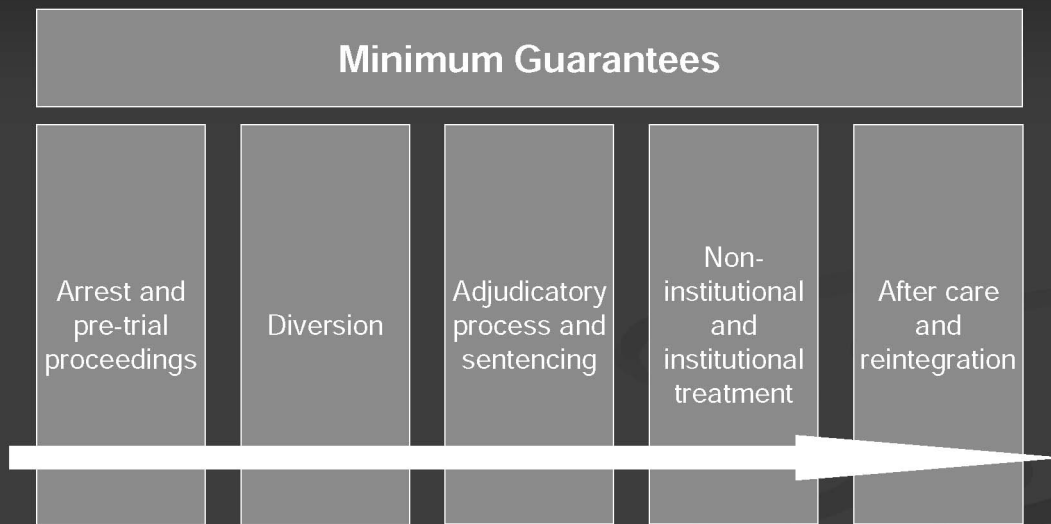 Minimum Guarantees
Arrest and
pre-trial
proceedings
Diversion
Adjudicatory
process and
sentencing
Non-
institutional
and
institutional
treatment
After care
and
reintegration